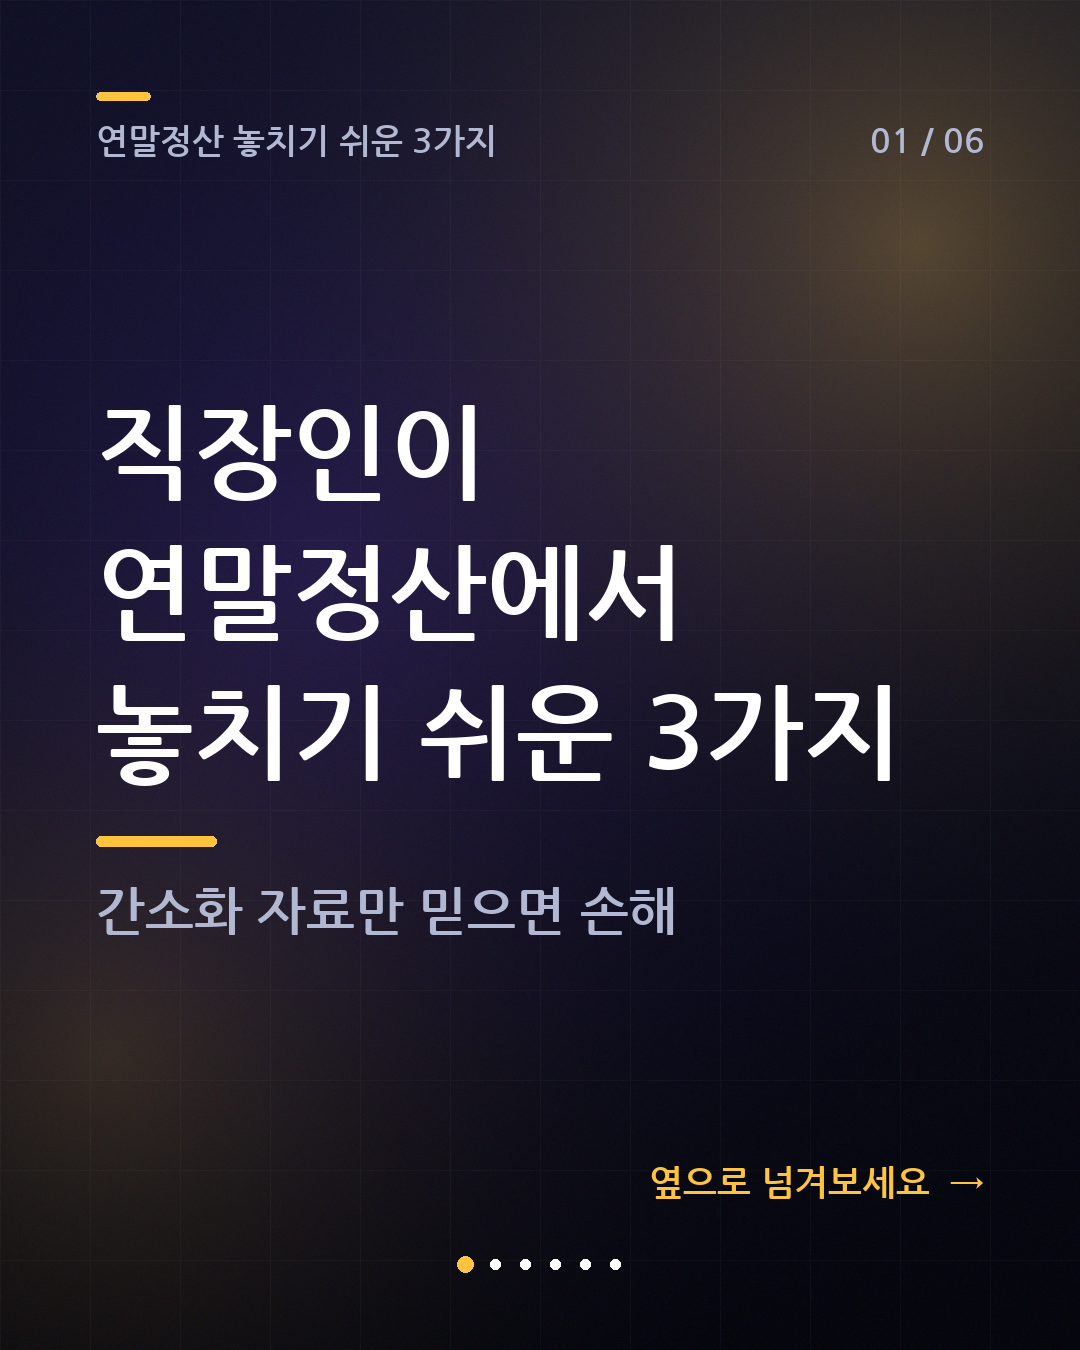 연말정산 놓치기 쉬운 3가지
01 / 06
직장인이
연말정산에서
놓치기 쉬운 3가지
간소화 자료만 믿으면 손해
옆으로 넘겨보세요 →